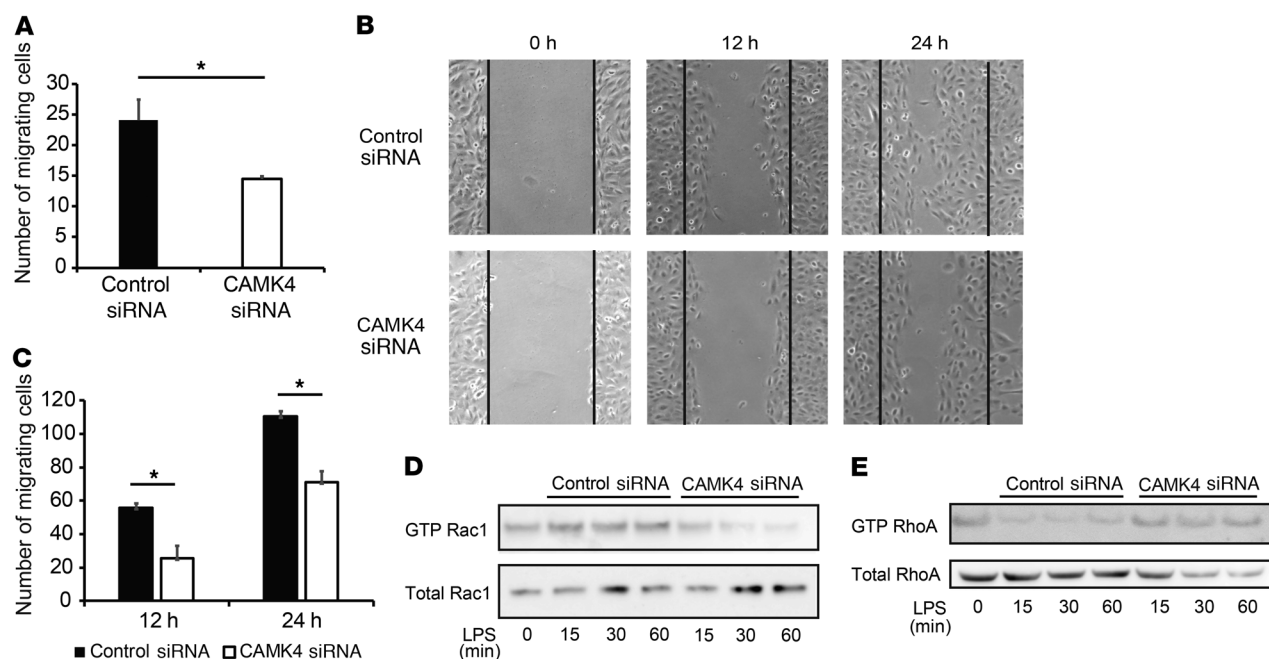 A
Number of migrating cells
30
25
20
15
10
5
0
*
Control
siRNA
CAMK4
siRNA
B
0 h
12 h
24 h
Control
siRNA
CAMK4
siRNA
C
Number of migrating cells
120
100
80
60
40
20
0
*
*
12 h
24 h
Control siRNA
CAMK4 siRNA
D
Control siRNA
CAMK4 siRNA
GTP Rac1
Total Rac1
LPS
(min)
0
15
30
60
15
30
60
E
Control siRNA
CAMK4 siRNA
GTP RhoA
Total RhoA
LPS
(min)
0
15
30
60
15
30
60